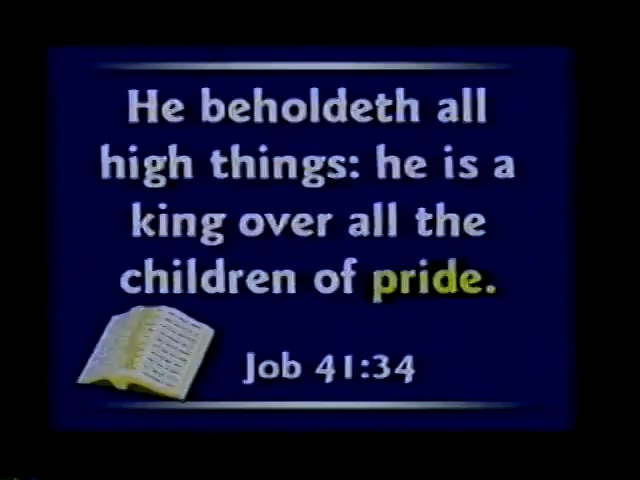 He beholdeth all
high things: he is a
king over all the
children of pride.
Job 41:34